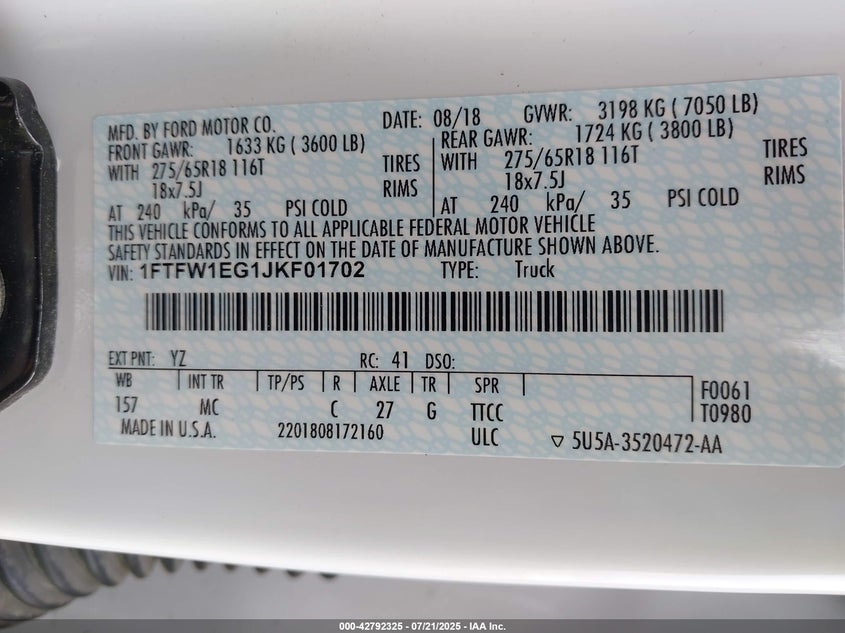 MFD. BY FORD MOTOR CO. DATE: 08/18 GVWR: 3198 KG ( 7050 LB)
FRONT GAWR: 1633 KG ( 3600 LB) REAR GAWR: 1724 KG ( 3800 LB)
WITH 275/65R18 116T TIRES WITH 275/65R18 116T TIRES
18x7.5J RIMS 18x7.5J RIMS
AT 240 kPa/ 35 PSI COLD AT 240 kPa/ 35 PSI COLD
THIS VEHICLE CONFORMS TO ALL APPLICABLE FEDERAL MOTOR VEHICLE
SAFETY STANDARDS IN EFFECT ON THE DATE OF MANUFACTURE SHOWN ABOVE.
VIN: 1FTFW1EG1JKF01702 TYPE: Truck
EXT PNT: YZ RC: 41 DSO:
WB INT TR TP/PS R AXLE TR SPR F0061
157 MC C 27 G TTCC T0980
MADE IN U.S.A. 2201808172160 ULC ▽ 5U5A-3520472-AA
000-42792325 - 07/21/2025 - IAA Inc.